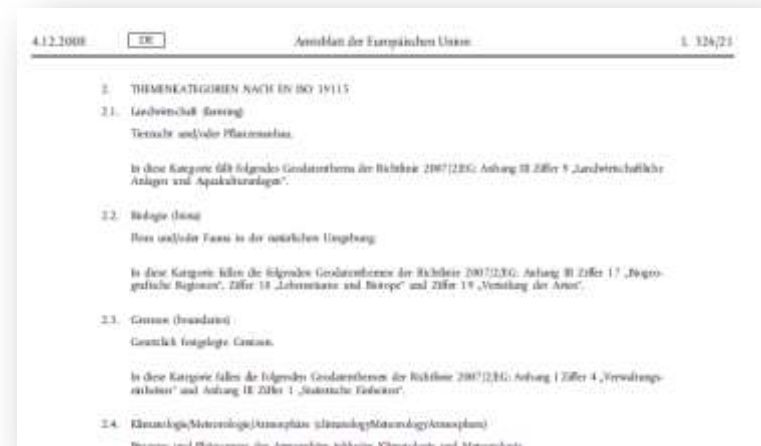 4.12.2008 DE Amtsblatt der Europäischen Union L 326/21
2. THEMENKATEGORIEN NACH EN ISO 19115
2.1. Landwirtschaft (farming)
Tierzucht und/oder Pflanzenanbau.
In diese Kategorie fällt folgendes Geodatenthema der Richtlinie 2007/2/EG: Anhang III Ziffer 9 „Landwirtschaftliche
Anlagen und Aquakulturanlagen“.
2.2. Biologie (biota)
Flora und/oder Fauna in der natürlichen Umgebung.
In diese Kategorie fallen die folgenden Geodatenthemen der Richtlinie 2007/2/EG: Anhang III Ziffer 17 „Biogeo-
grafische Regionen“, Ziffer 18 „Lebensräume und Biotope“ und Ziffer 19 „Verteilung der Arten“.
2.3. Grenzen (boundaries)
Gesetzlich festgelegte Grenzen.
In diese Kategorie fallen die folgenden Geodatenthemen der Richtlinie 2007/2/EG: Anhang I Ziffer 4 „Verwaltungs-
einheiten“ und Anhang III Ziffer 1 „Statistische Einheiten“.
2.4. Klimatologie/Meteorologie/Atmosphäre (climatologyMeteorologyAtmosphere)